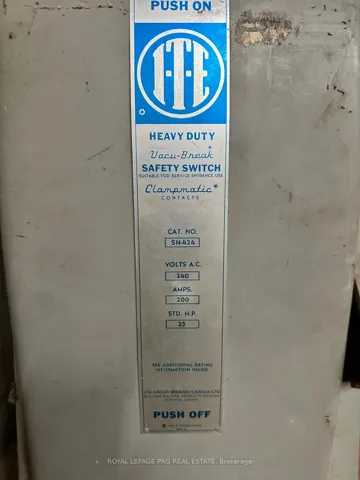 PUSH ON
I-T-E
HEAVY DUTY
Vacu-Break*
SAFETY SWITCH
SUITABLE FOR SERVICE ENTRANCE USE
Clampmatic*
CONTACTS
CAT. NO.
SN-424
VOLTS A.C.
240
AMPS.
200
STD. H.P.
25
SEE ADDITIONAL RATING
INFORMATION INSIDE
PUSH OFF
ROYAL LEPAGE PRG REAL ESTATE, Brokerage